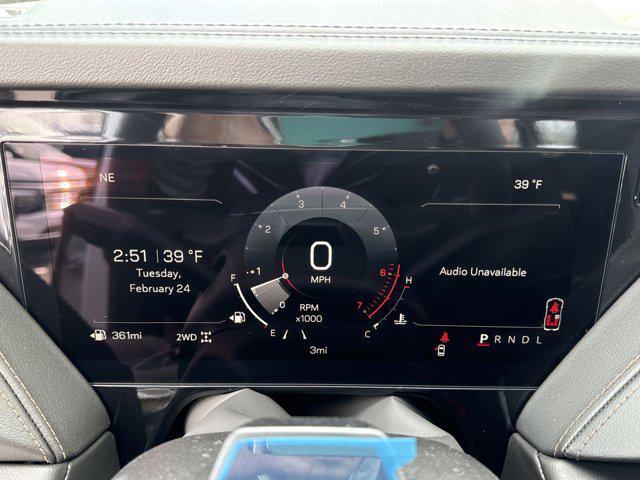 NE
39 °F
2:51 | 39 °F
Tuesday,
February 24
361mi
2WD
0
1
2
3
4
5
6
7
0
MPH
RPM
x1000
F
E
H
C
3mi
Audio Unavailable
P R N D L